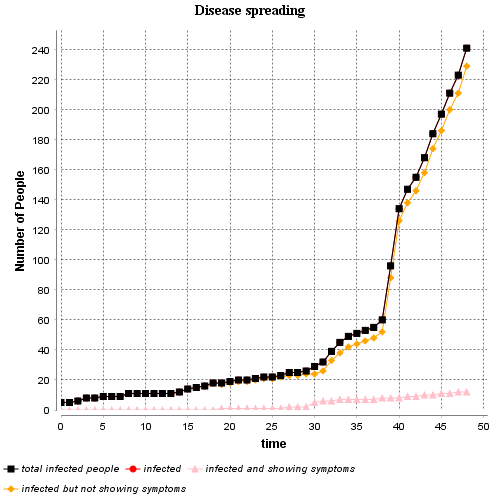 Disease spreading
Number of People
240
220
200
180
160
140
120
100
80
60
40
20
0
0 5 10 15 20 25 30 35 40 45 50
time
total infected people infected infected and showing symptoms
infected but not showing symptoms